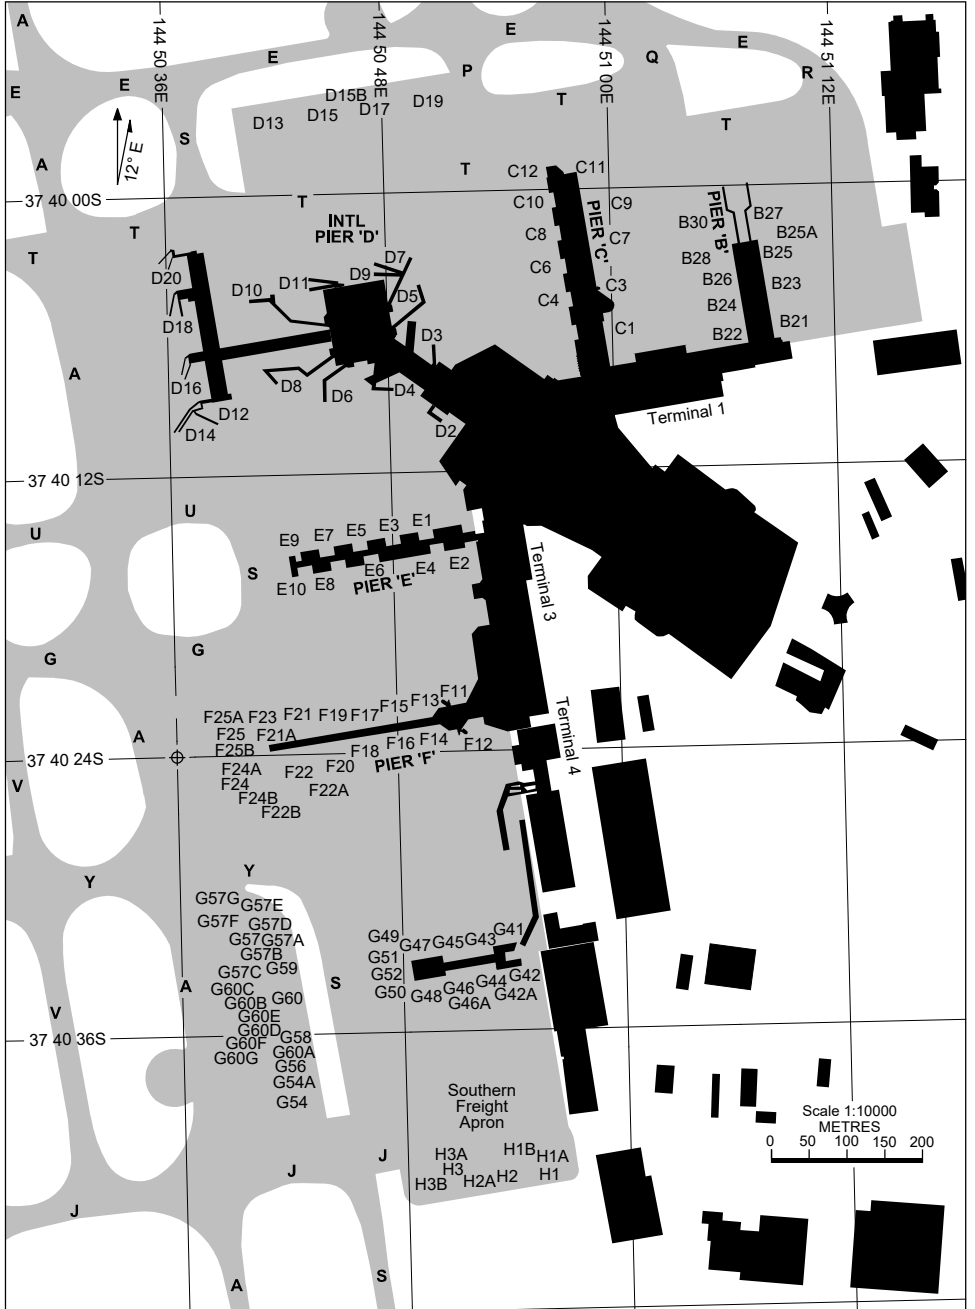 A
144 50 36E
144 50 48E
144 51 00E
144 51 12E
E
E
E
P
Q
R
E
E
D15B
D19
D17
D15
D13
T
T
S
12° E
A
T
C12
C11
37 40 00S
T
C10
C9
B27
B30
T
INTL
PIER 'D'
PIER 'C'
PIER 'B'
C8
C7
B25A
T
D7
D9
B28
B25
D20
C6
B26
B23
D11
D10
D5
C3
C4
B24
D18
D3
C1
B22
B21
A
D16
D8
D6
D4
D12
Terminal 1
D14
D2
37 40 12S
U
U
E1
E3
E5
E7
E9
Terminal 3
S
E10
E8
E6
E4
E2
PIER 'E'
G
G
F11
F13
F15
F17
F19
F21
F23
F25A
Terminal 4
A
F25
F21A
F25B
F18
F16
F14
F12
37 40 24S
PIER 'F'
F24A
F22
F20
F24
F22A
V
F24B
F22B
Y
Y
G57G
G57E
G57F
G57D
G57
G57A
G57B
G57C
G59
G49
G47
G45
G43
G41
G51
G52
G50
G48
G46
G44
G42
G46A
G42A
A
S
G60C
G60B
G60
G60E
V
G60D
37 40 36S
G60F
G58
G60G
G60A
G56
G54A
G54
Southern
Freight
Apron
Scale 1:10000
METRES
0 50 100 150 200
J
J
H3A
H3
H3B
H2A
H2
H1B
H1A
H1
J
A
S